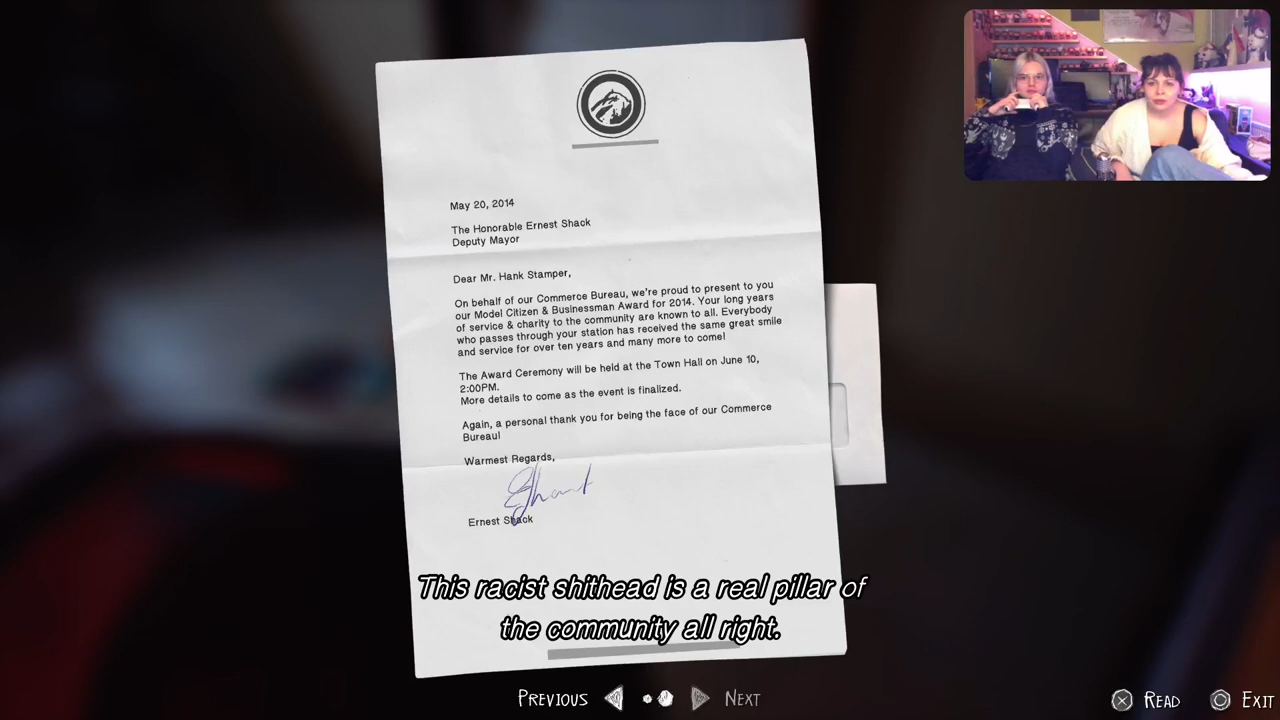 May 20, 2014
The Honorable Ernest Shack
Deputy Mayor
Dear Mr. Hank Stamper,
On behalf of our Commerce Bureau, we're proud to present to you
our Model Citizen & Businessman Award for 2014. Your long years
of service & charity to the community are known to all. Everybody
who passes through your station has received the same great smile
and service for over ten years and many more to come!
The Award Ceremony will be held at the Town Hall on June 10,
2:00PM.
More details to come as the event is finalized.
Again, a personal thank you for being the face of our Commerce
Bureau!
Warmest Regards,
Ernest Shack
This racist shithead is a real pillar of
the community all right.
PREVIOUS NEXT
READ EXIT